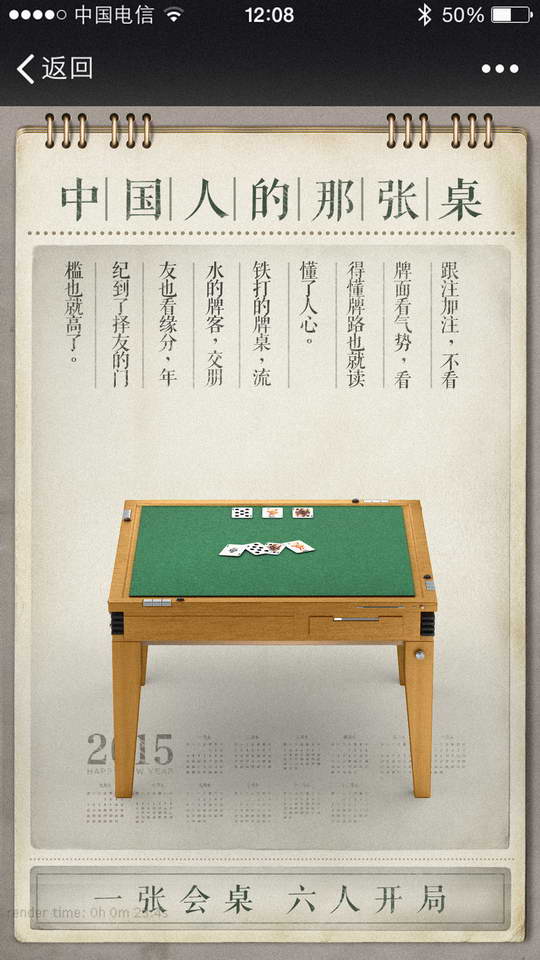 中国电信
12:08
50%
返回
中国人的那张桌
跟注加注，不看
牌面看气势，看
得懂牌路也就读
懂了人心。
铁打的牌桌，流
水的牌客，交朋
友也看缘分，年
纪到了择友的门
槛也就高了。
2015
HAPPY NEW YEAR
一张会桌 六人开局
render time: 0h 0m